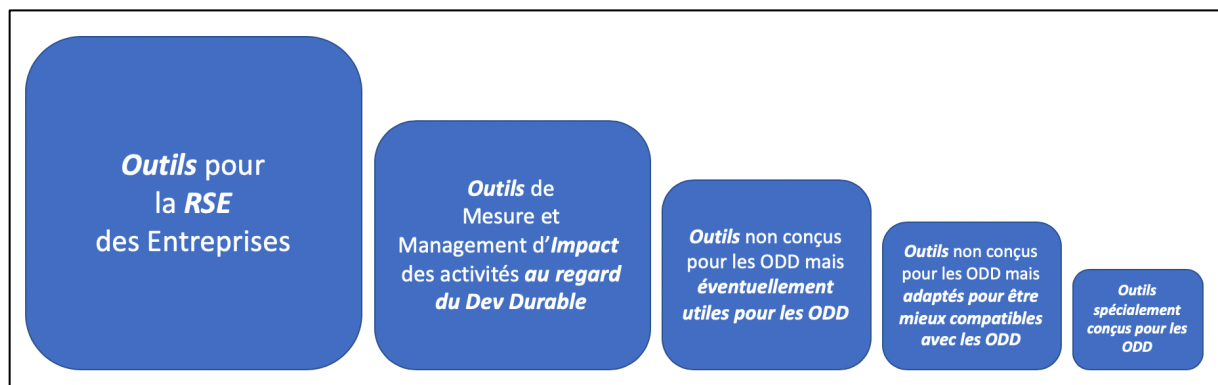 Outils pour
la RSE
des Entreprises
Outils de
Mesure et
Management d'Impact
des activités au regard
du Dev Durable
Outils non conçus
pour les ODD mais
éventuellement
utiles pour les ODD
Outils non conçus
pour les ODD mais
adaptés pour être
mieux compatibles
avec les ODD
Outils
spécialement
conçus pour les
ODD